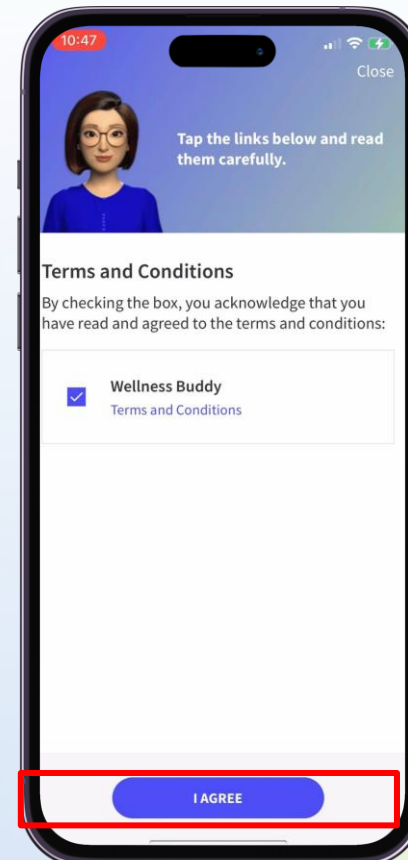 10:47
Close
Tap the links below and read
them carefully.
Terms and Conditions
By checking the box, you acknowledge that you
have read and agreed to the terms and conditions:
Wellness Buddy
Terms and Conditions
I AGREE